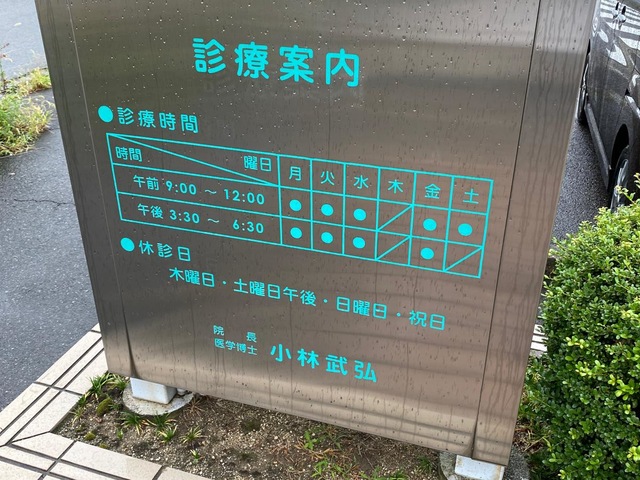 診療案内
●診療時間
時間 曜日 月 火 水 木 金 土
午前 9:00 ～ 12:00 ● ● ● ／ ● ●
午後 3:30 ～ 6:30 ● ● ● ／ ● ／
●休診日
木曜日・土曜日午後・日曜日・祝日
院長
医学博士 小林武弘